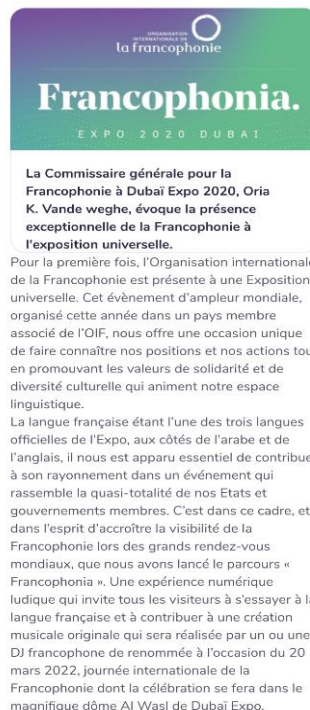 ORGANISATION
INTERNATIONALE DE
la francophonie
Francophonia.
EXPO 2020 DUBAI
La Commissaire générale pour la
Francophonie à Dubaï Expo 2020, Oria
K. Vande weghe, évoque la présence
exceptionnelle de la Francophonie à
l'exposition universelle.
Pour la première fois, l’Organisation internationale
de la Francophonie est présente à une Exposition
universelle. Cet évènement d’ampleur mondiale,
organisé cette année dans un pays membre
associé de l’OIF, nous offre une occasion unique
de faire connaître nos positions et nos actions tou
en promouvant les valeurs de solidarité et de
diversité culturelle qui animent notre espace
linguistique.
La langue française étant l’une des trois langues
officielles de l’Expo, aux côtés de l’arabe et de
l’anglais, il nous est apparu essentiel de contribue
à son rayonnement dans un événement qui
rassemble la quasi-totalité de nos Etats et
gouvernements membres. C’est dans ce cadre, et
dans l’esprit d’accroître la visibilité de la
Francophonie lors des grands rendez-vous
mondiaux, que nous avons lancé le parcours «
Francophonia ». Une expérience numérique
ludique qui invite tous les visiteurs à s’essayer à la
langue française et à contribuer à une création
musicale originale qui sera réalisée par un ou une
DJ francophone de renommée à l’occasion du 20
mars 2022, journée internationale de la
Francophonie dont la célébration se fera dans le
magnifique dôme Al Wasl de Dubaï Expo.